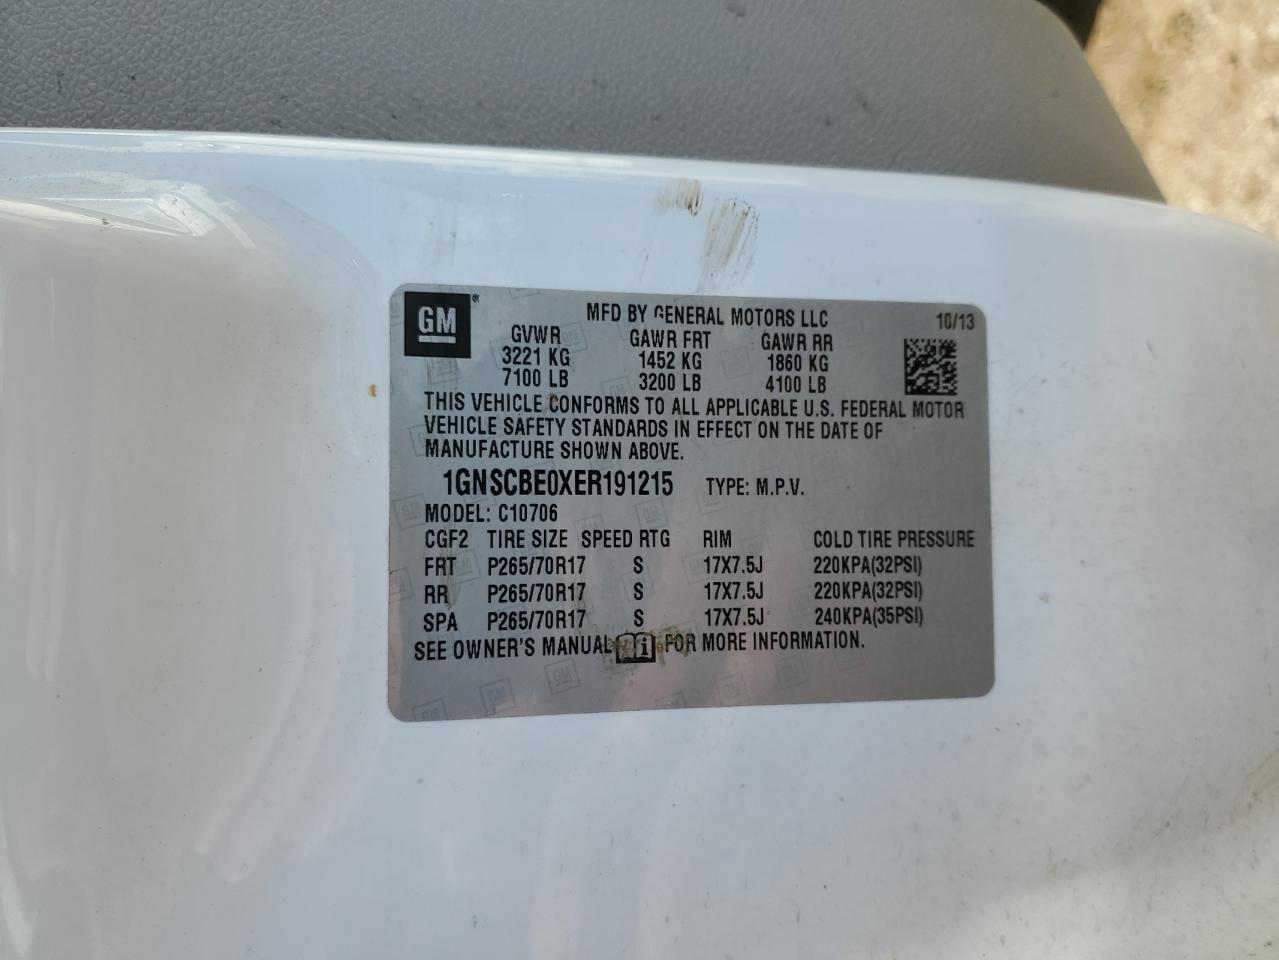 GM ®
MFD BY GENERAL MOTORS LLC 10/13
GVWR GAWR FRT GAWR RR
3221 KG 1452 KG 1860 KG
7100 LB 3200 LB 4100 LB
THIS VEHICLE CONFORMS TO ALL APPLICABLE U.S. FEDERAL MOTOR
VEHICLE SAFETY STANDARDS IN EFFECT ON THE DATE OF
MANUFACTURE SHOWN ABOVE.
1GNSCBE0XER191215 TYPE: M.P.V.
MODEL: C10706
CGF2 TIRE SIZE SPEED RTG RIM COLD TIRE PRESSURE
FRT P265/70R17 S 17X7.5J 220KPA(32PSI)
RR P265/70R17 S 17X7.5J 220KPA(32PSI)
SPA P265/70R17 S 17X7.5J 240KPA(35PSI)
SEE OWNER'S MANUAL i FOR MORE INFORMATION.